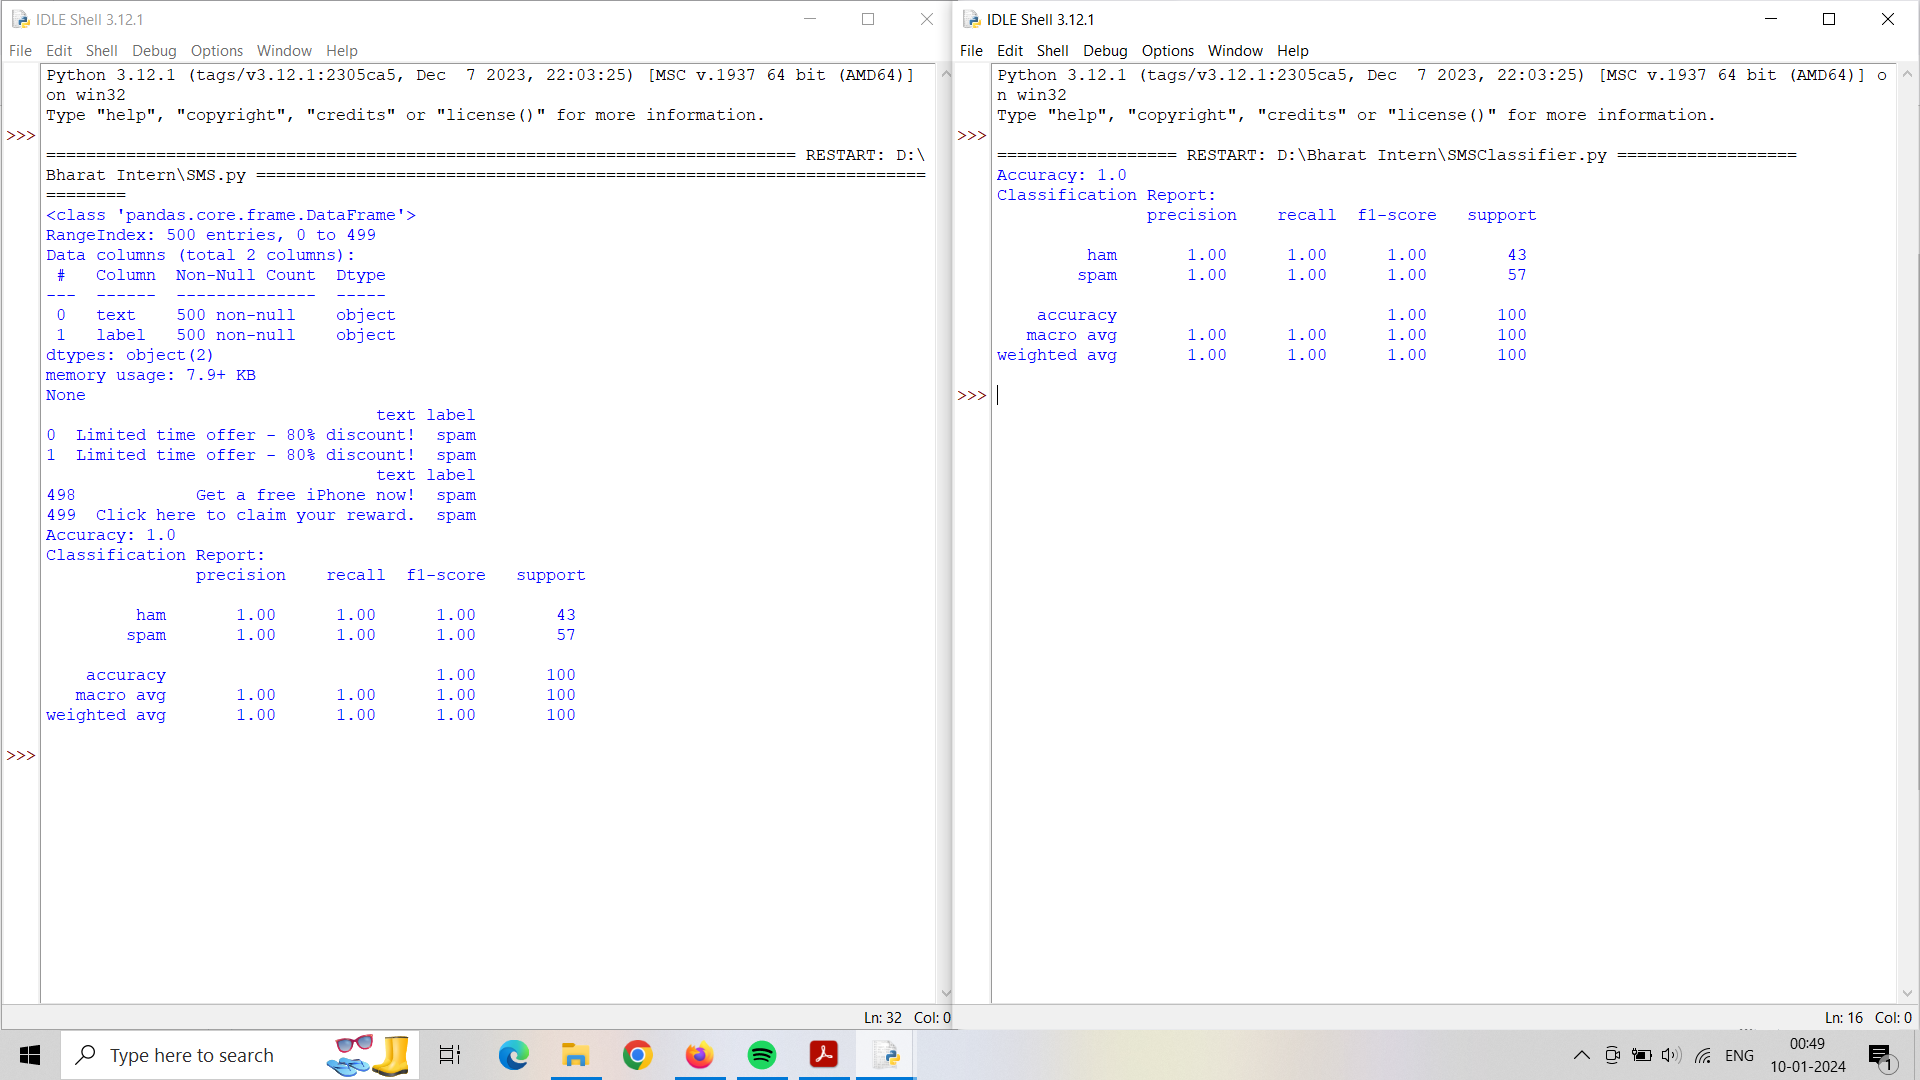 IDLE Shell 3.12.1
File Edit Shell Debug Options Window Help
Python 3.12.1 (tags/v3.12.1:2305ca5, Dec  7 2023, 22:03:25) [MSC v.1937 64 bit (AMD64)]
on win32
Type "help", "copyright", "credits" or "license()" for more information.
>>>
=========================================================================== RESTART: D:\
Bharat Intern\SMS.py ===================================================================
========
<class 'pandas.core.frame.DataFrame'>
RangeIndex: 500 entries, 0 to 499
Data columns (total 2 columns):
 #   Column  Non-Null Count  Dtype
---  ------  --------------  -----
 0   text    500 non-null    object
 1   label   500 non-null    object
dtypes: object(2)
memory usage: 7.9+ KB
None
                                 text label
0  Limited time offer - 80% discount!  spam
1  Limited time offer - 80% discount!  spam
                                 text label
498            Get a free iPhone now!  spam
499  Click here to claim your reward.  spam
Accuracy: 1.0
Classification Report:
               precision    recall  f1-score   support
         ham       1.00      1.00      1.00        43
        spam       1.00      1.00      1.00        57
    accuracy                           1.00       100
   macro avg       1.00      1.00      1.00       100
weighted avg       1.00      1.00      1.00       100
>>>
Ln: 32 Col: 0
IDLE Shell 3.12.1
File Edit Shell Debug Options Window Help
Python 3.12.1 (tags/v3.12.1:2305ca5, Dec  7 2023, 22:03:25) [MSC v.1937 64 bit (AMD64)] o
n win32
Type "help", "copyright", "credits" or "license()" for more information.
>>>
================== RESTART: D:\Bharat Intern\SMSClassifier.py ==================
Accuracy: 1.0
Classification Report:
               precision    recall  f1-score   support
         ham       1.00      1.00      1.00        43
        spam       1.00      1.00      1.00        57
    accuracy                           1.00       100
   macro avg       1.00      1.00      1.00       100
weighted avg       1.00      1.00      1.00       100
>>>
Ln: 16 Col: 0
Type here to search
ENG
00:49
10-01-2024
1